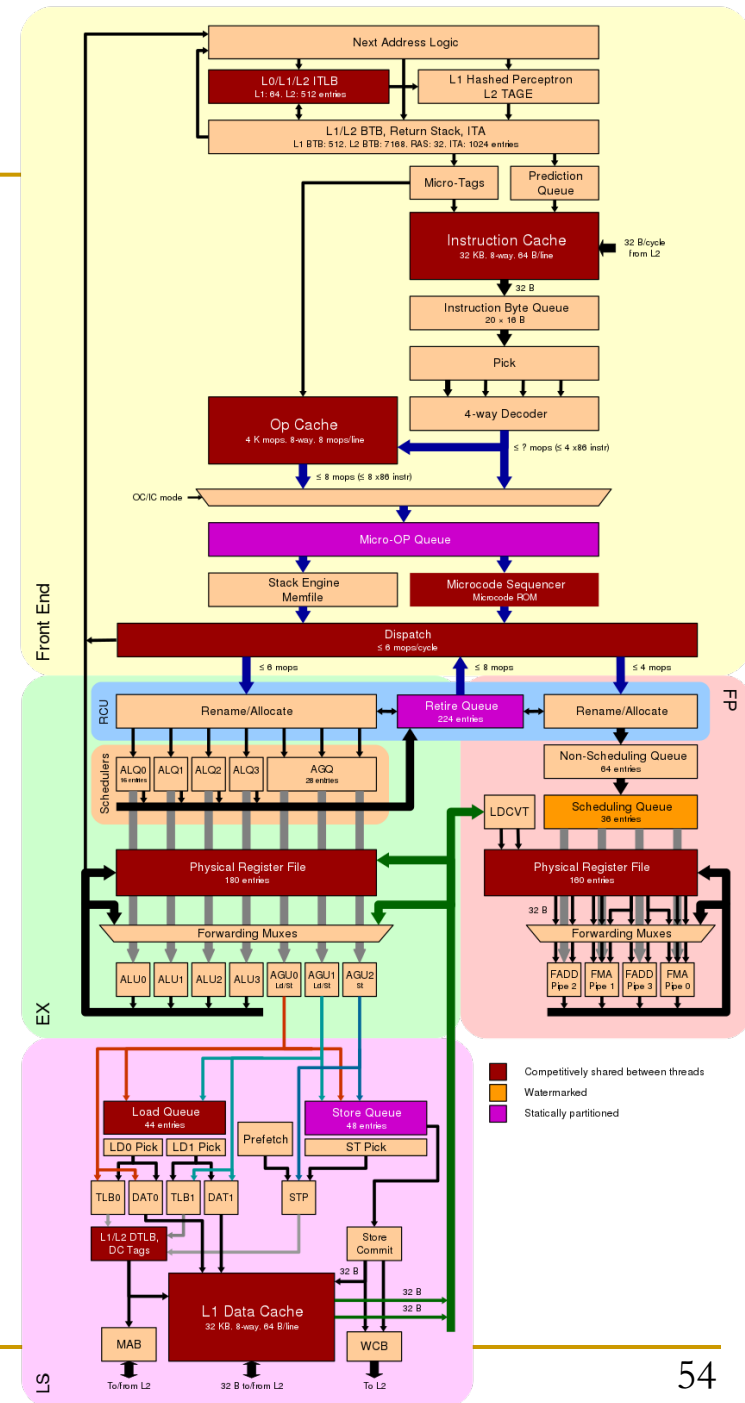 Next Address Logic
L0/L1/L2 ITLB
L1: 64. L2: 512 entries
L1 Hashed Perceptron
L2 TAGE
L1/L2 BTB, Return Stack, ITA
L1 BTB: 512. L2 BTB: 7168. RAS: 32. ITA: 1024 entries
Micro-Tags
Prediction
Queue
Instruction Cache
32 KB. 8-way. 64 B/line
32 B/cycle
from L2
32 B
Instruction Byte Queue
20 × 16 B
Pick
4-way Decoder
Op Cache
4 K mops. 8-way. 8 mops/line
≤ ? mops (≤ 4 x86 instr)
≤ 8 mops (≤ 8 x86 instr)
OC/IC mode
Micro-OP Queue
Stack Engine
Memfile
Microcode Sequencer
Microcode ROM
Front End
Dispatch
≤ 6 mops/cycle
≤ 6 mops
≤ 8 mops
≤ 4 mops
RCU
Rename/Allocate
Retire Queue
224 entries
Rename/Allocate
FP
Schedulers
ALQ0
16 entries
ALQ1
ALQ2
ALQ3
AGQ
28 entries
Non-Scheduling Queue
64 entries
LDCVT
Scheduling Queue
36 entries
Physical Register File
180 entries
Physical Register File
160 entries
32 B
Forwarding Muxes
Forwarding Muxes
ALU0
ALU1
ALU2
ALU3
AGU0
Ld/St
AGU1
Ld/St
AGU2
St
FADD
Pipe 2
FMA
Pipe 1
FADD
Pipe 3
FMA
Pipe 0
EX
Competitively shared between threads
Watermarked
Statically partitioned
Load Queue
44 entries
Store Queue
48 entries
LD0 Pick
LD1 Pick
Prefetch
ST Pick
TLB0
DAT0
TLB1
DAT1
STP
L1/L2 DTLB,
DC Tags
Store
Commit
32 B
L1 Data Cache
32 KB. 8-way. 64 B/line
32 B
32 B
MAB
WCB
LS
To/from L2
32 B to/from L2
To L2
54